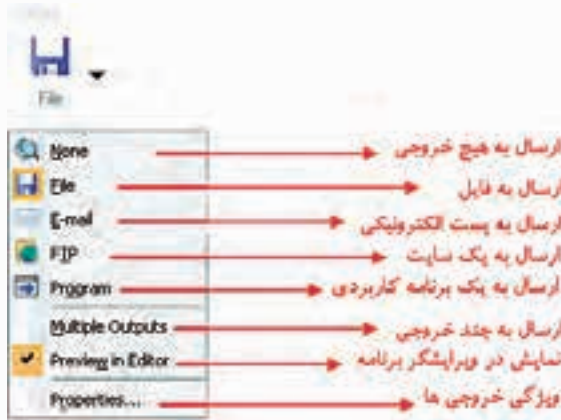 File
None ارسال به هیچ خروجی
File ارسال به فایل
E-mail ارسال به پست الکترونیکی
FTP ارسال به یک سایت
Program ارسال به یک برنامه کاربردی
Multiple Outputs ارسال به چند خروجی
Preview in Editor نمایش در ویرایشگر برنامه
Properties... ویژگی خروجی ها